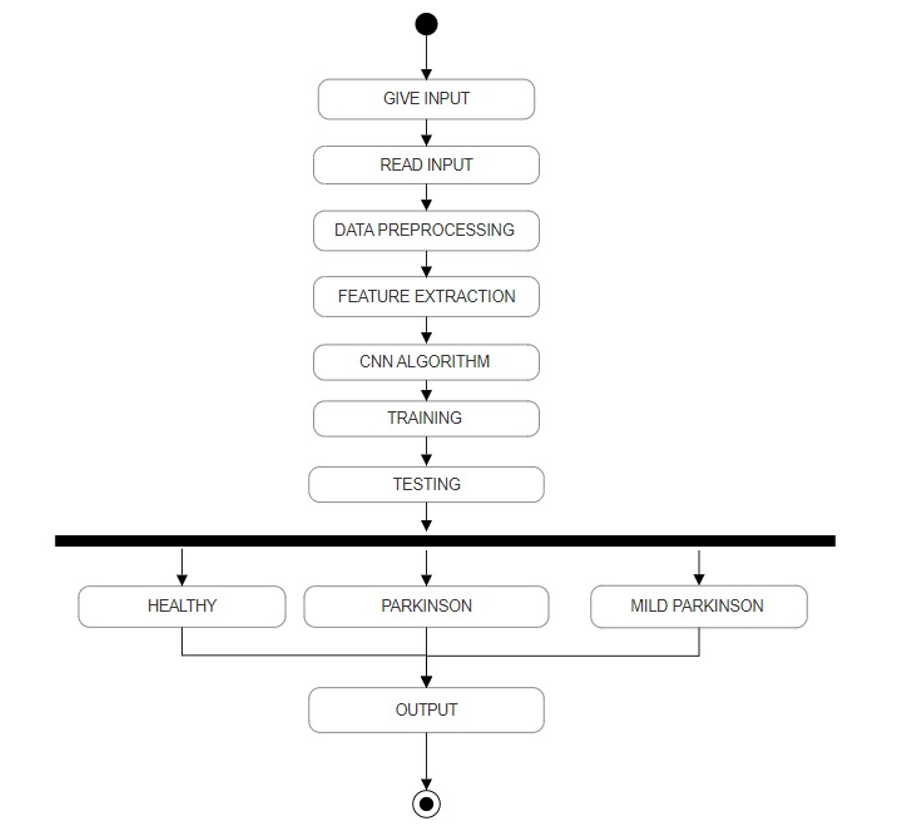 GIVE INPUT
READ INPUT
DATA PREPROCESSING
FEATURE EXTRACTION
CNN ALGORITHM
TRAINING
TESTING
HEALTHY
PARKINSON
MILD PARKINSON
OUTPUT